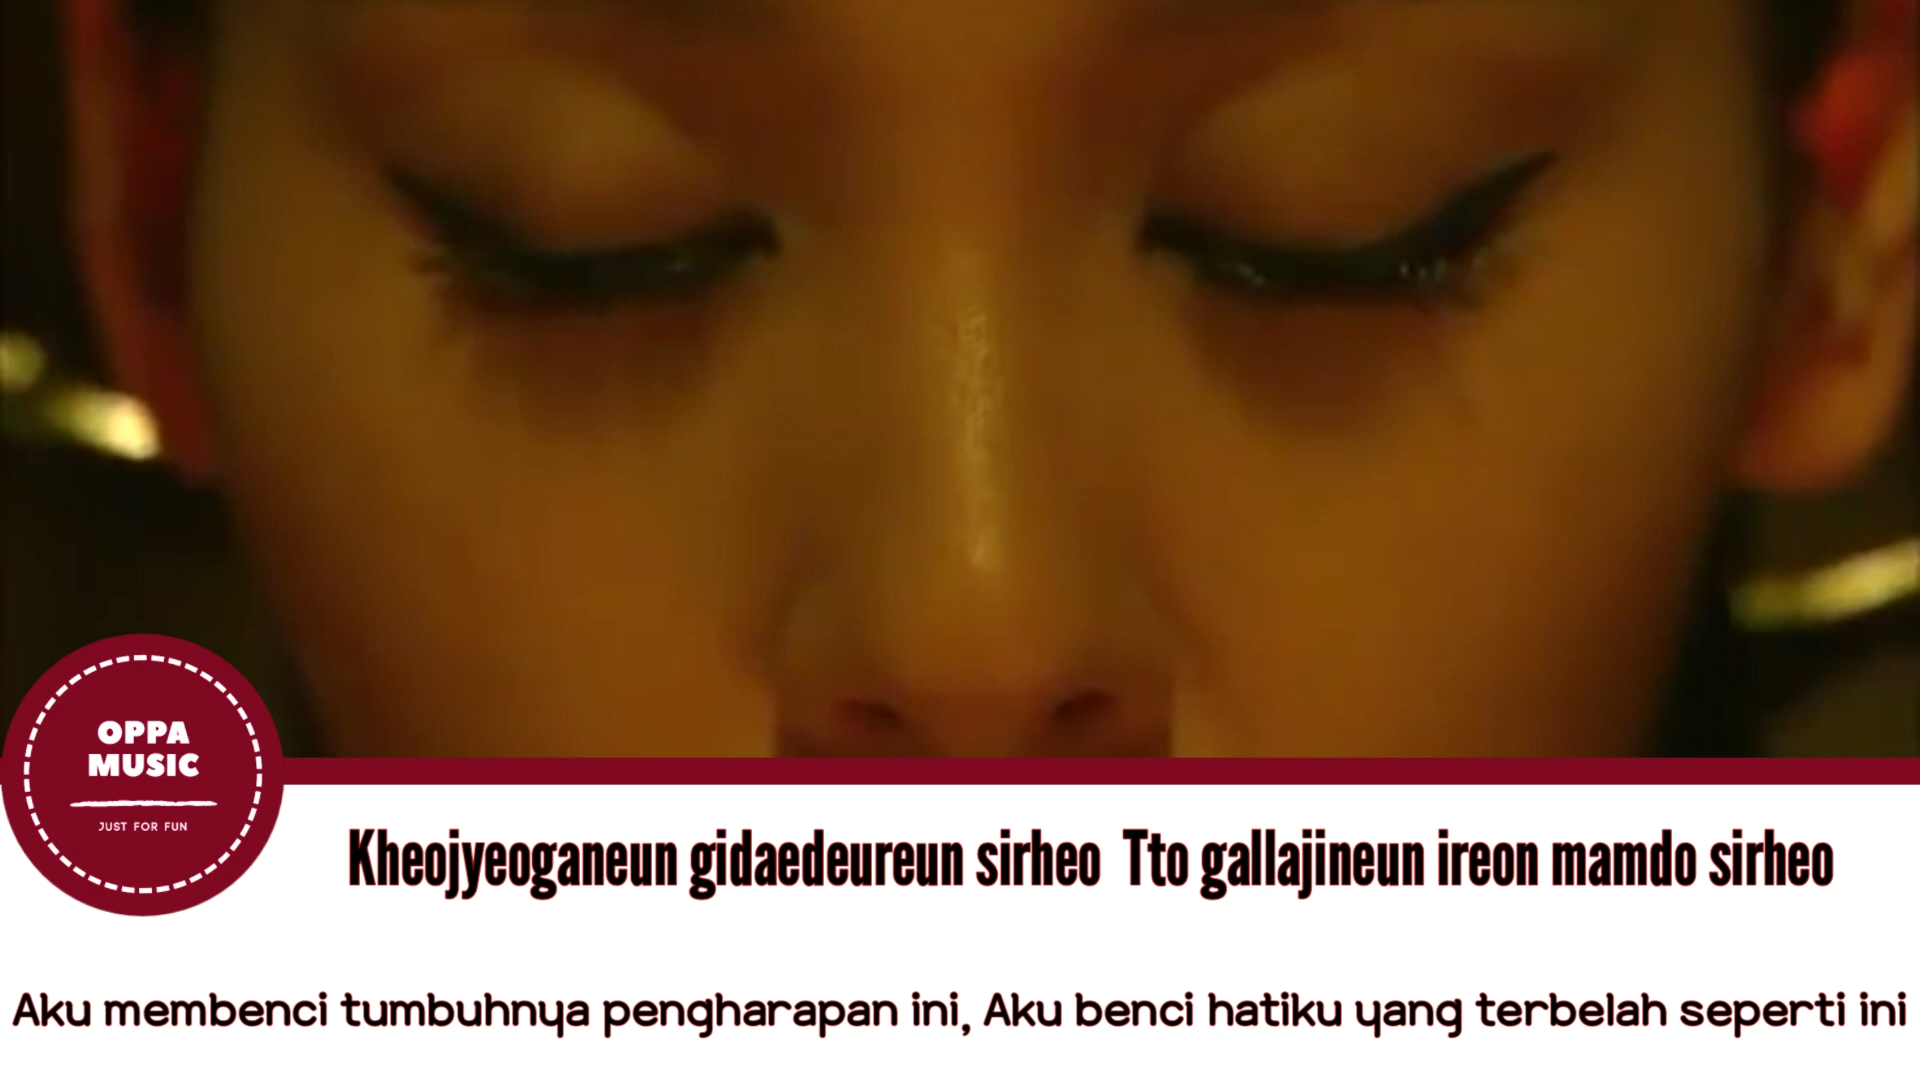 OPPA
MUSIC
JUST FOR FUN
Kheojyeoganeun gidaedeureun sirheo Tto gallajineun ireon mamdo sirheo
Aku membenci tumbuhnya pengharapan ini, Aku benci hatiku yang terbelah seperti ini